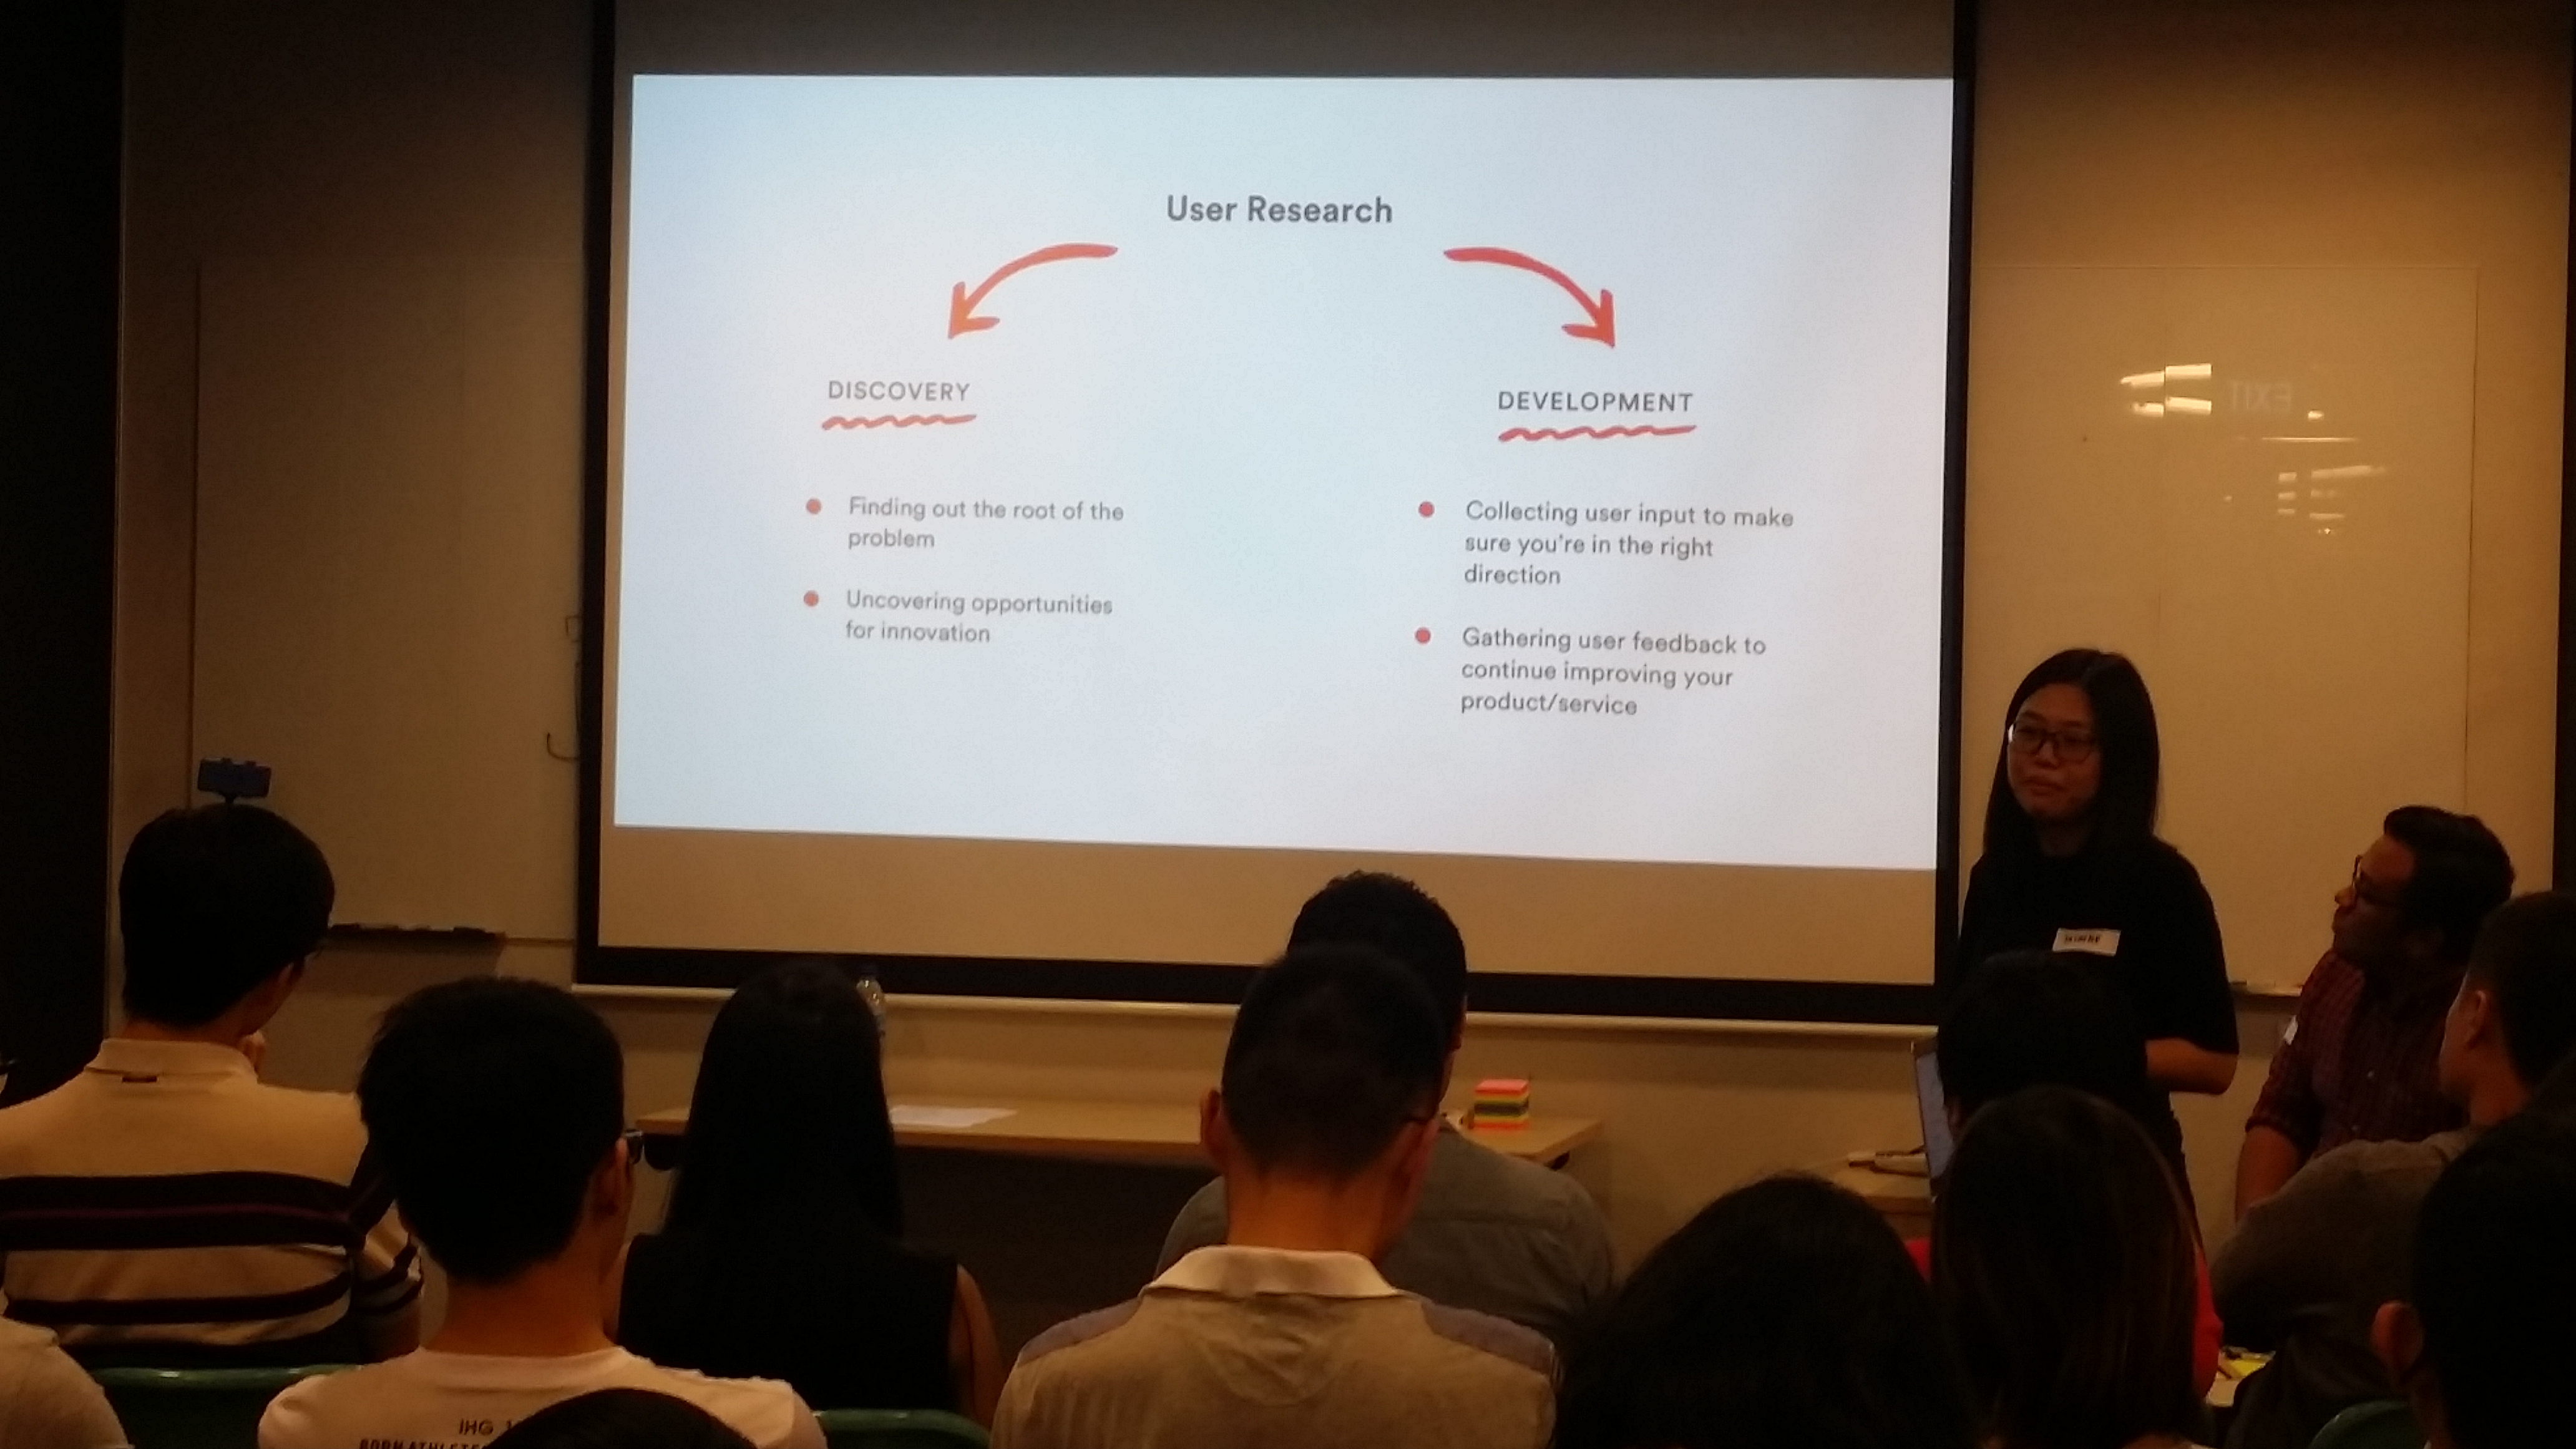 User Research
DISCOVERY
Finding out the root of the
problem
Uncovering opportunities
for innovation
DEVELOPMENT
Collecting user input to make
sure you're in the right
direction
Gathering user feedback to
continue improving your
product/service
EXIT
IHG